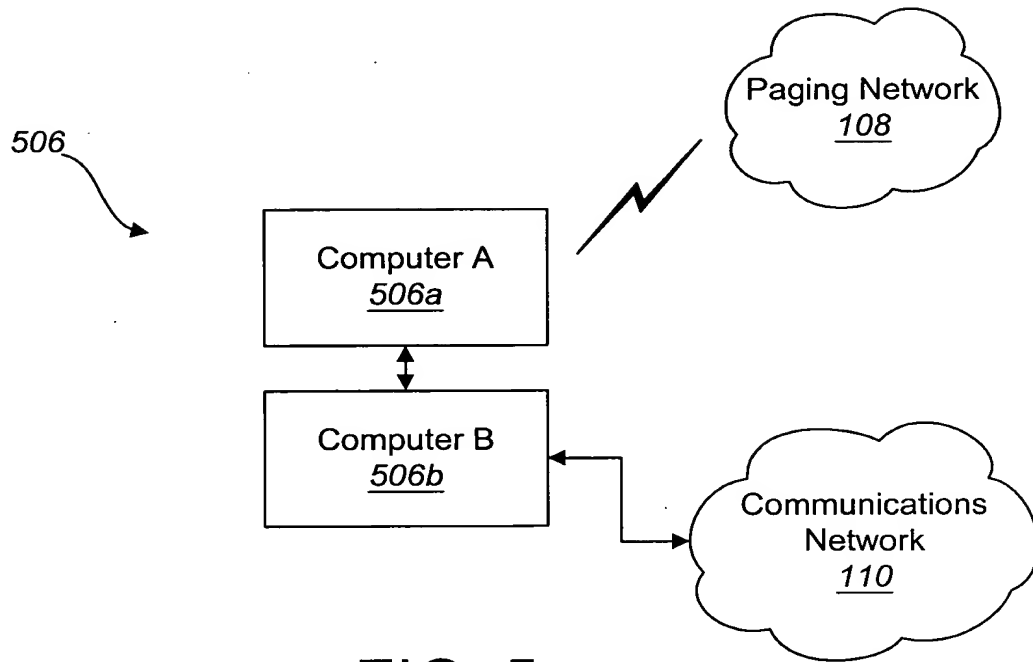 Paging Network
108
506
Computer A
506a
Computer B
506b
Communications
Network
110